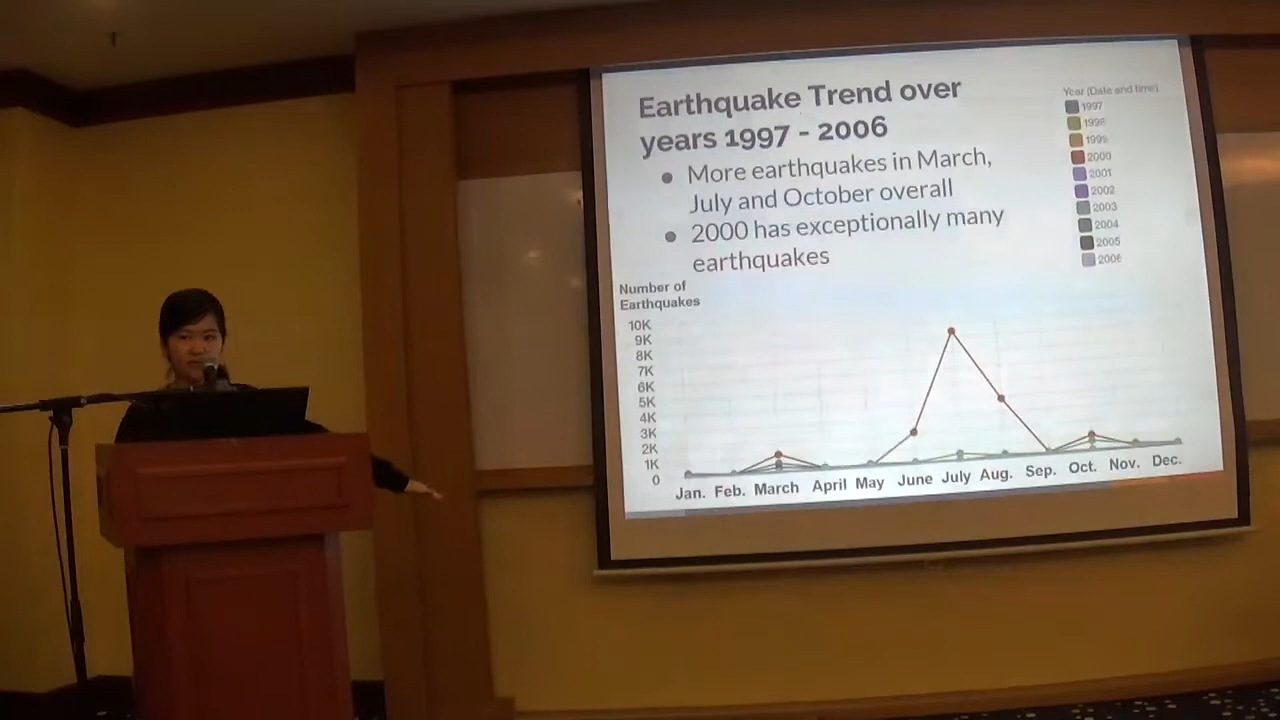 Earthquake Trend over
years 1997 - 2006
● More earthquakes in March,
July and October overall
● 2000 has exceptionally many
earthquakes
Year (Date and time)
1997
1998
1999
2000
2001
2002
2003
2004
2005
2006
Number of
Earthquakes
10K
9K
8K
7K
6K
5K
4K
3K
2K
1K
0
Jan. Feb. March April May June July Aug. Sep. Oct. Nov. Dec.